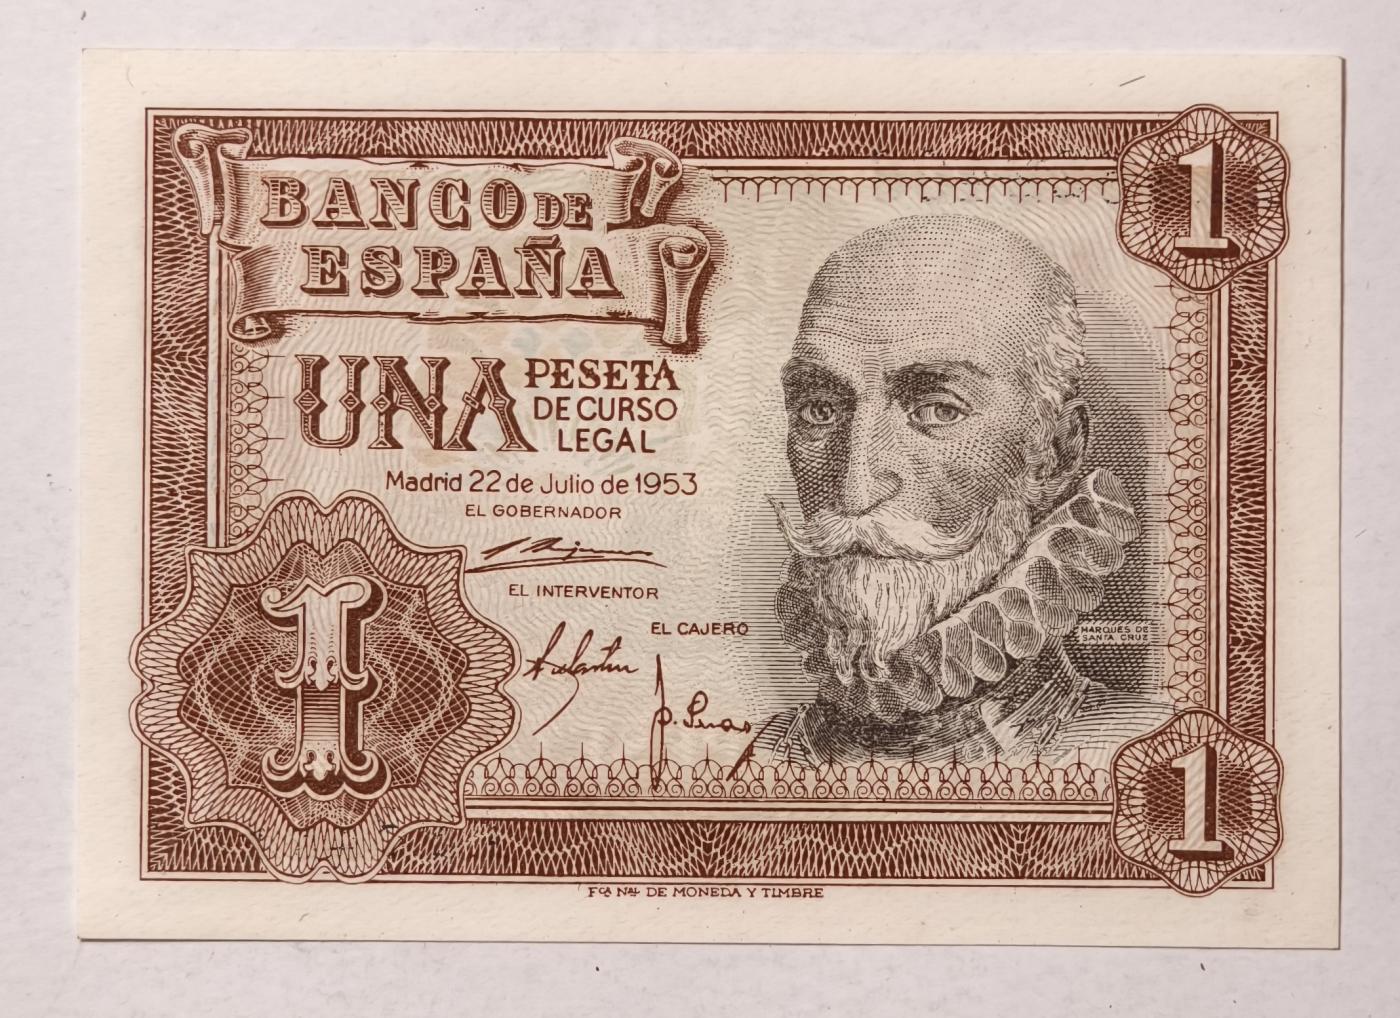 BANCO DE
ESPAÑA
1
UNA PESETA
DE CURSO
LEGAL
Madrid 22 de Julio de 1953
EL GOBERNADOR
EL INTERVENTOR
EL CAJERO
MARQUES DE
SANTA CRUZ
1
1
Fca Nal DE MONEDA Y TIMBRE